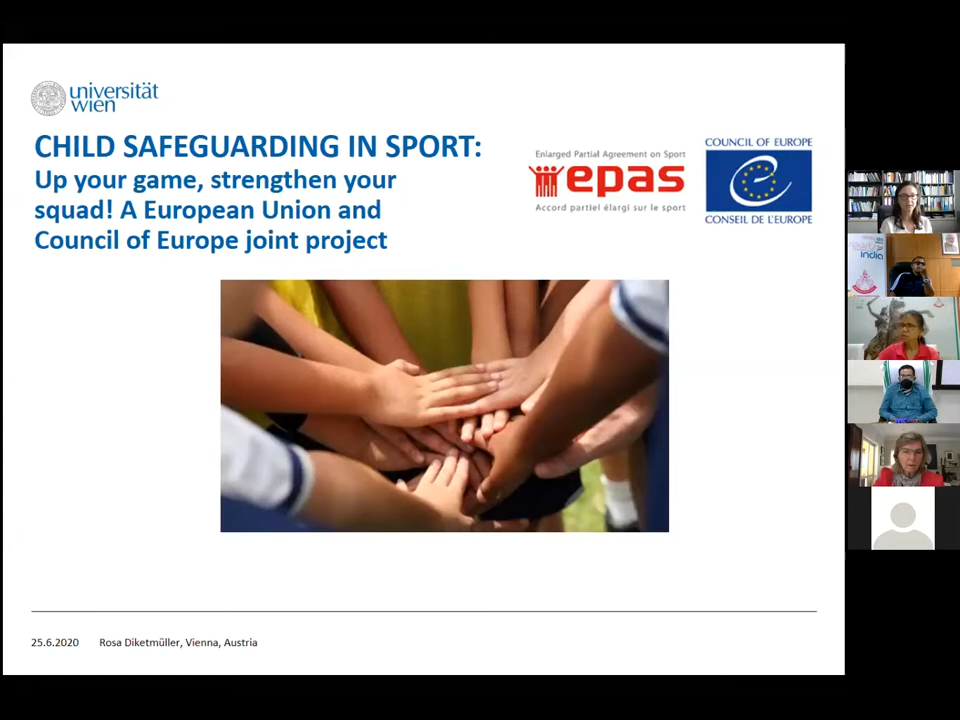 universität
wien
CHILD SAFEGUARDING IN SPORT:
Up your game, strengthen your
squad! A European Union and
Council of Europe joint project
Enlarged Partial Agreement on Sport
epas
Accord partiel élargi sur le sport
COUNCIL OF EUROPE
CONSEIL DE L'EUROPE
25.6.2020 Rosa Diketmüller, Vienna, Austria
india